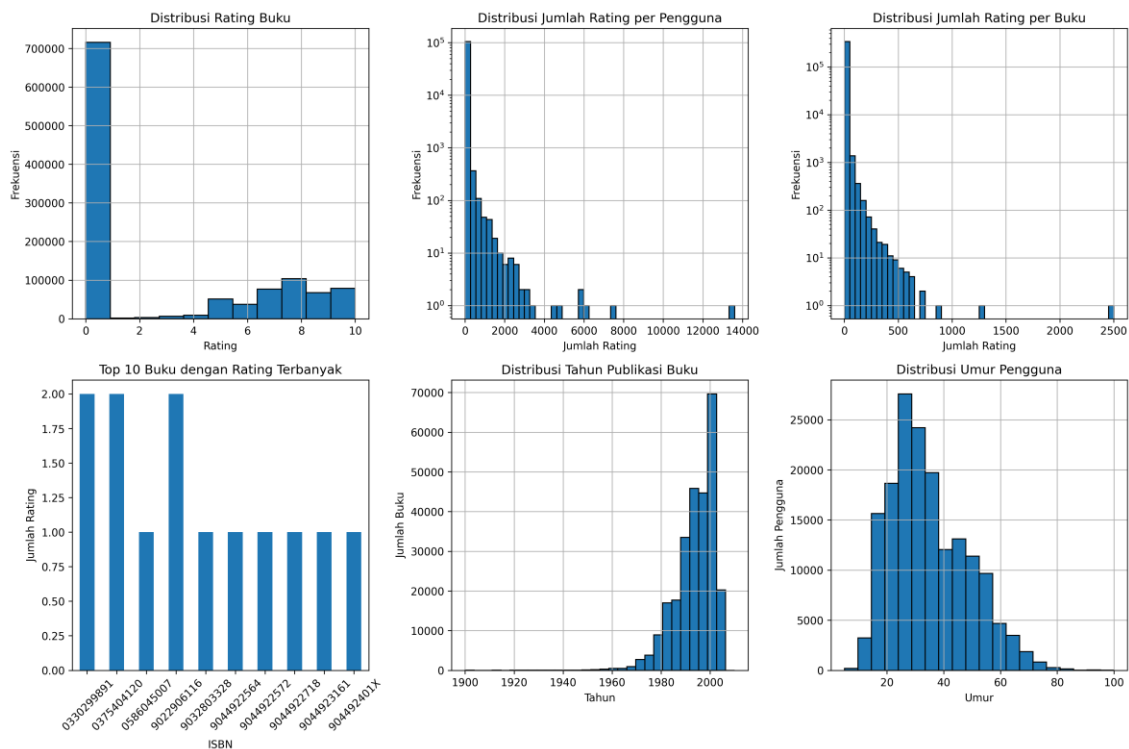 Distribusi Rating Buku
Frekuensi
700000
600000
500000
400000
300000
200000
100000
0
0 2 4 6 8 10
Rating
Distribusi Jumlah Rating per Pengguna
Frekuensi
10^5
10^4
10^3
10^2
10^1
10^0
0 2000 4000 6000 8000 10000 12000 14000
Jumlah Rating
Distribusi Jumlah Rating per Buku
Frekuensi
10^5
10^4
10^3
10^2
10^1
10^0
0 500 1000 1500 2000 2500
Jumlah Rating
Top 10 Buku dengan Rating Terbanyak
Jumlah Rating
2.00
1.75
1.50
1.25
1.00
0.75
0.50
0.25
0.00
0330299891 0375404120 0586045007 9022906116 9032803328 9044922564 9044922572 9044922718 9044923161 904492401X
ISBN
Distribusi Tahun Publikasi Buku
Jumlah Buku
70000
60000
50000
40000
30000
20000
10000
0
1900 1920 1940 1960 1980 2000
Tahun
Distribusi Umur Pengguna
Jumlah Pengguna
25000
20000
15000
10000
5000
0
20 40 60 80 100
Umur